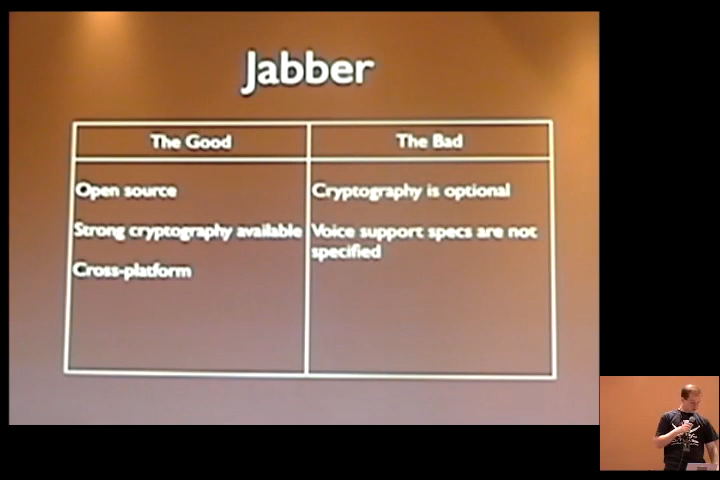 Jabber
The Good
The Bad
Open source
Cryptography is optional
Strong cryptography available
Voice support specs are not
specified
Cross-platform